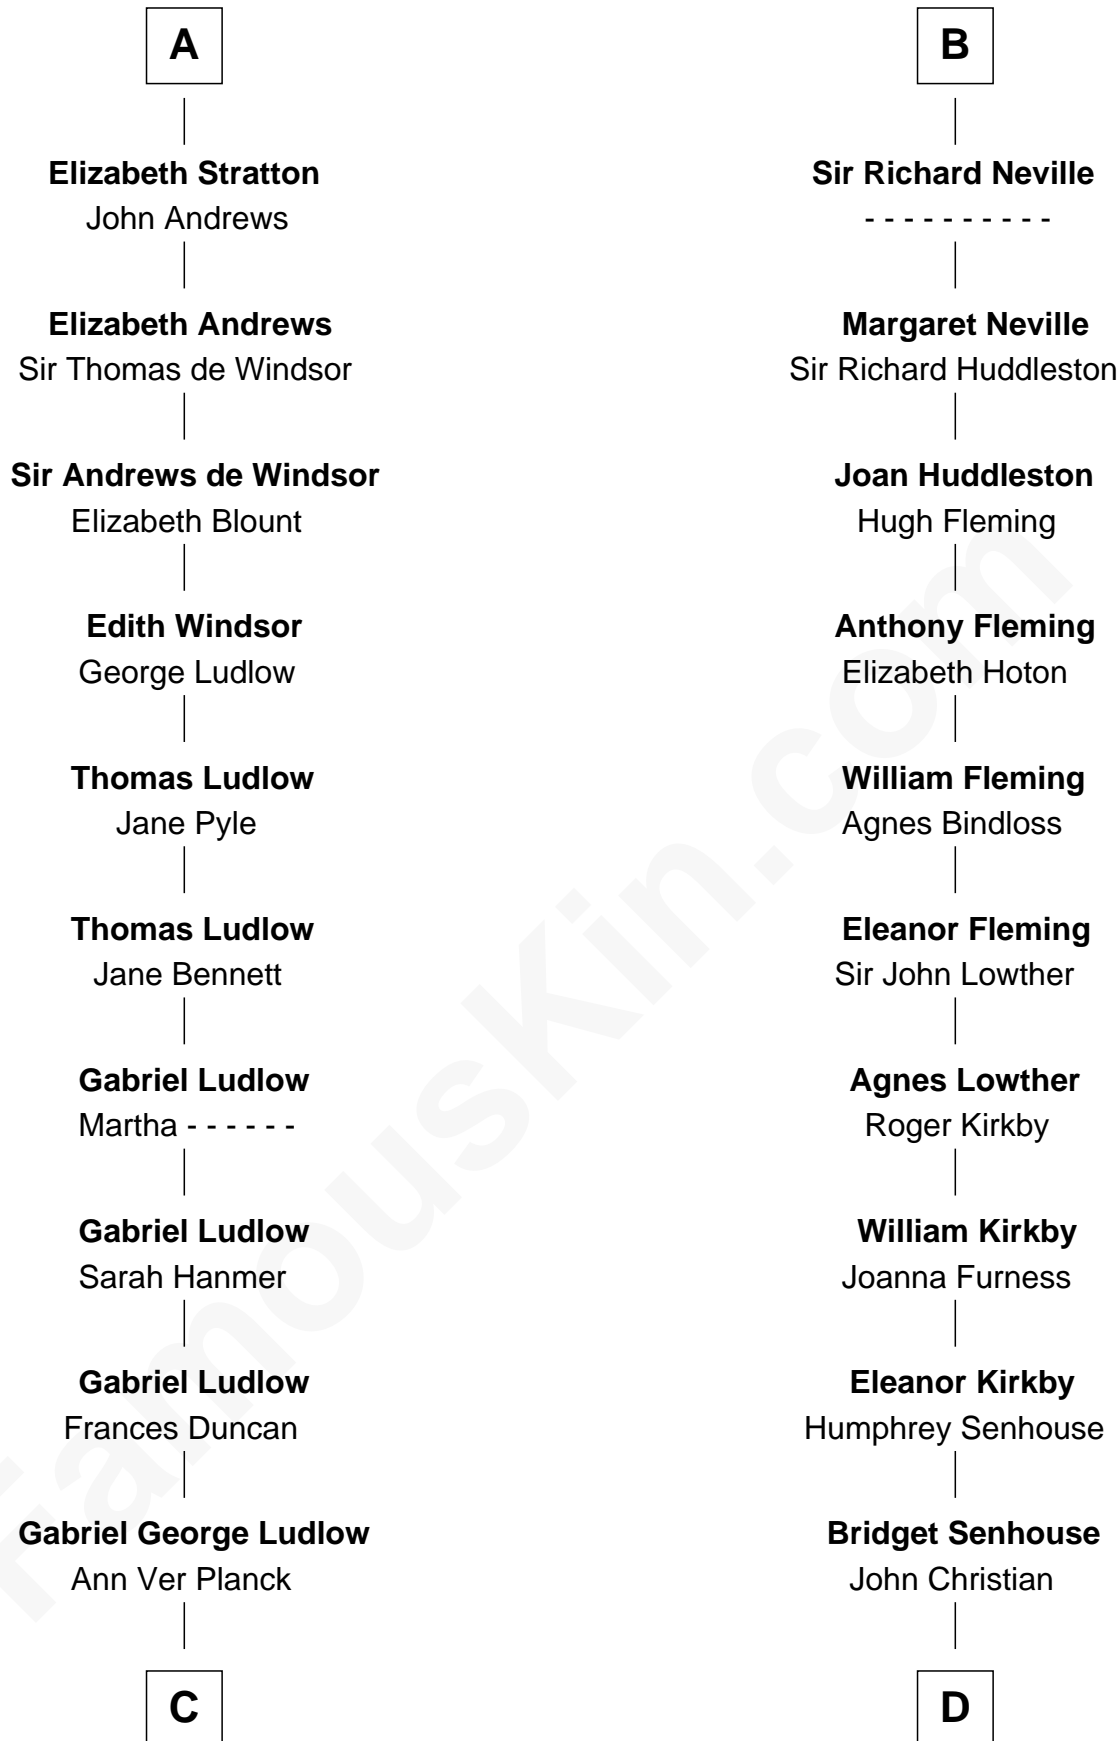 A
Elizabeth Stratton
John Andrews
Elizabeth Andrews
Sir Thomas de Windsor
Sir Andrews de Windsor
Elizabeth Blount
Edith Windsor
George Ludlow
Thomas Ludlow
Jane Pyle
Thomas Ludlow
Jane Bennett
Gabriel Ludlow
Martha - - - - - -
Gabriel Ludlow
Sarah Hanmer
Gabriel Ludlow
Frances Duncan
Gabriel George Ludlow
Ann Ver Planck
C
B
Sir Richard Neville
- - - - - - - - - -
Margaret Neville
Sir Richard Huddleston
Joan Huddleston
Hugh Fleming
Anthony Fleming
Elizabeth Hoton
William Fleming
Agnes Bindloss
Eleanor Fleming
Sir John Lowther
Agnes Lowther
Roger Kirkby
William Kirkby
Joanna Furness
Eleanor Kirkby
Humphrey Senhouse
Bridget Senhouse
John Christian
D
FamousKin.com